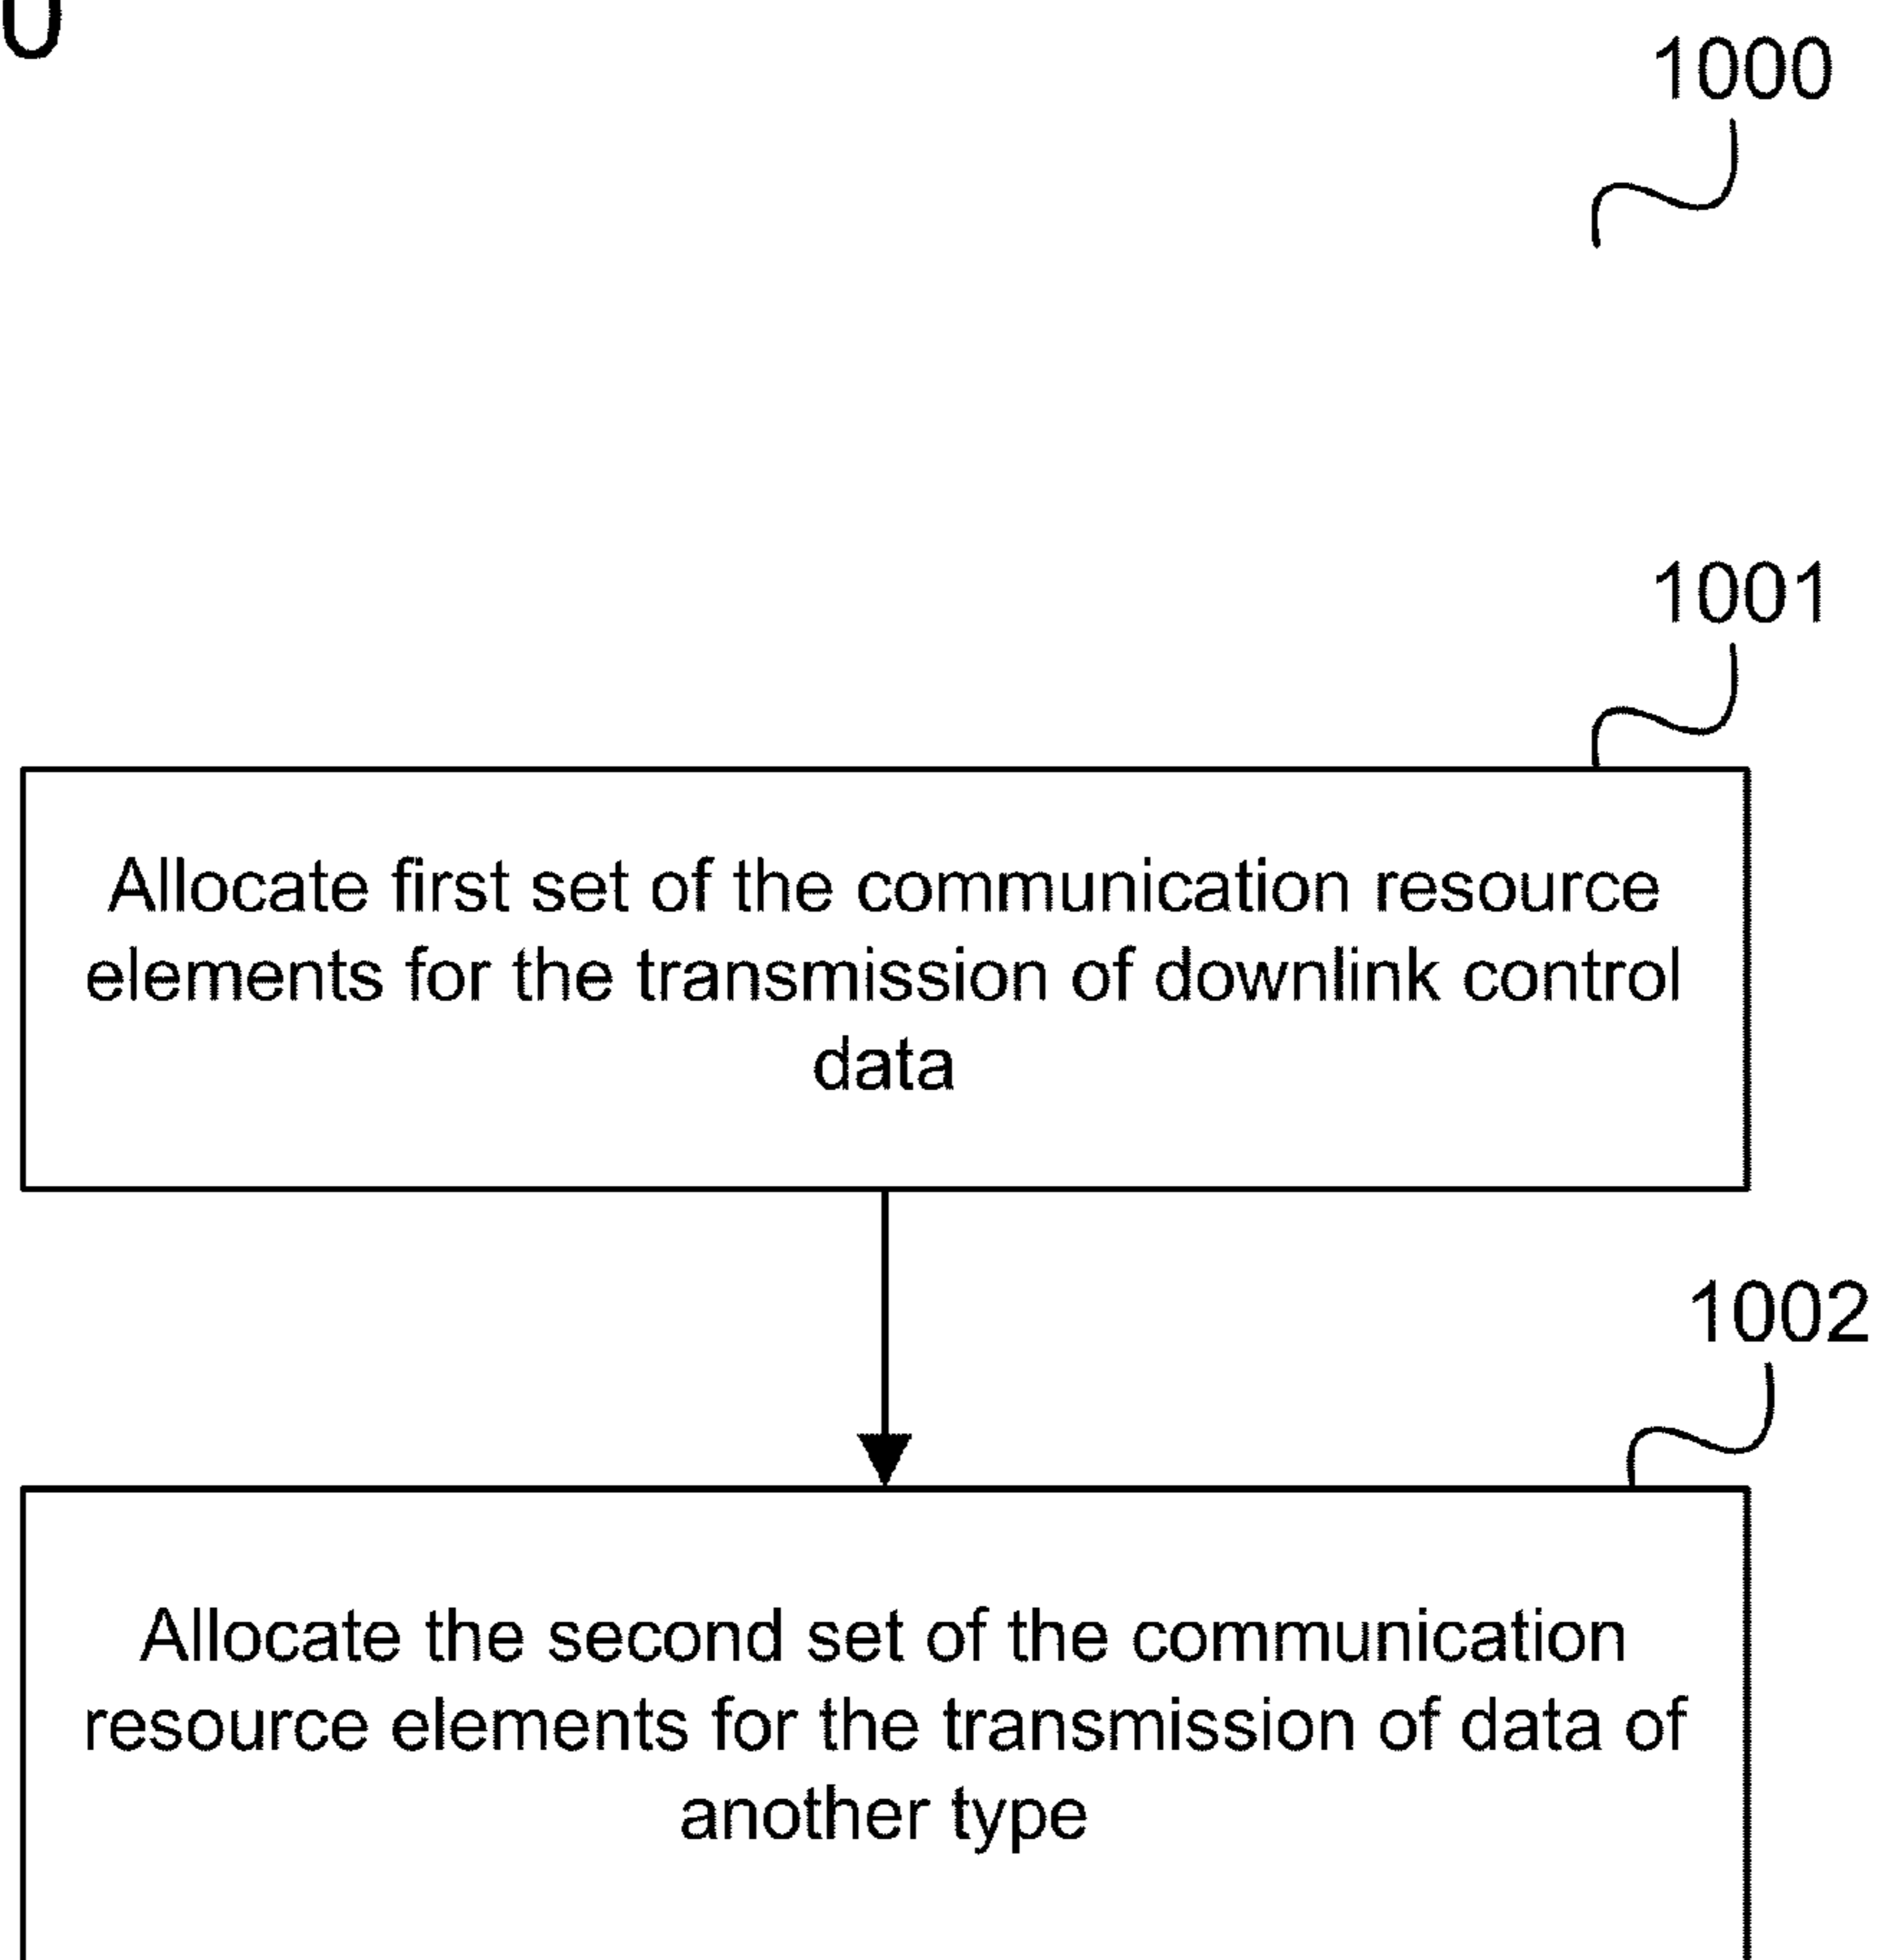 1000
1001
Allocate first set of the communication resource
elements for the transmission of downlink control
data
1002
Allocate the second set of the communication
resource elements for the transmission of data of
another type